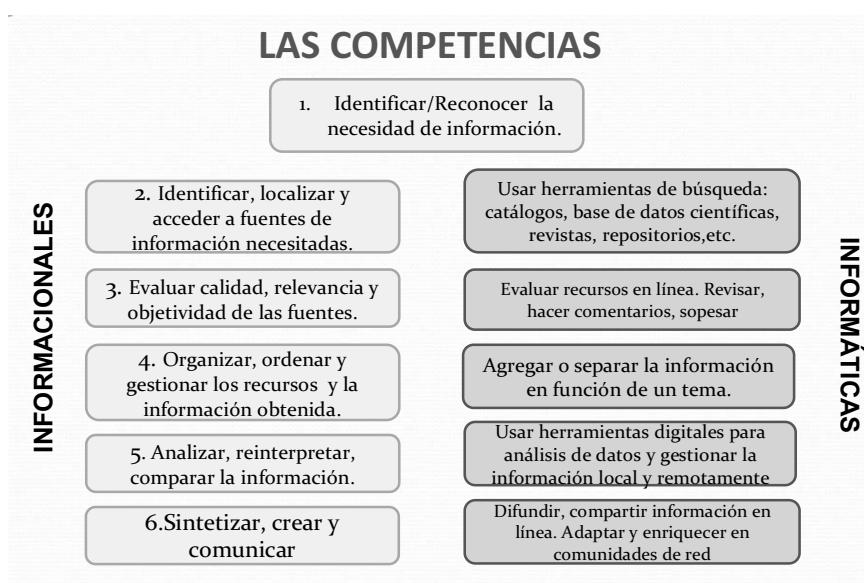 LAS COMPETENCIAS
1. Identificar/Reconocer la
necesidad de información.
INFORMACIONALES
2. Identificar, localizar y
acceder a fuentes de
información necesitadas.
Usar herramientas de búsqueda:
catálogos, base de datos científicas,
revistas, repositorios,etc.
3. Evaluar calidad, relevancia y
objetividad de las fuentes.
Evaluar recursos en línea. Revisar,
hacer comentarios, sopesar
4. Organizar, ordenar y
gestionar los recursos y la
información obtenida.
Agregar o separar la información
en función de un tema.
5. Analizar, reinterpretar,
comparar la información.
Usar herramientas digitales para
análisis de datos y gestionar la
información local y remotamente
6.Sintetizar, crear y
comunicar
Difundir, compartir información en
línea. Adaptar y enriquecer en
comunidades de red
INFORMÁTICAS